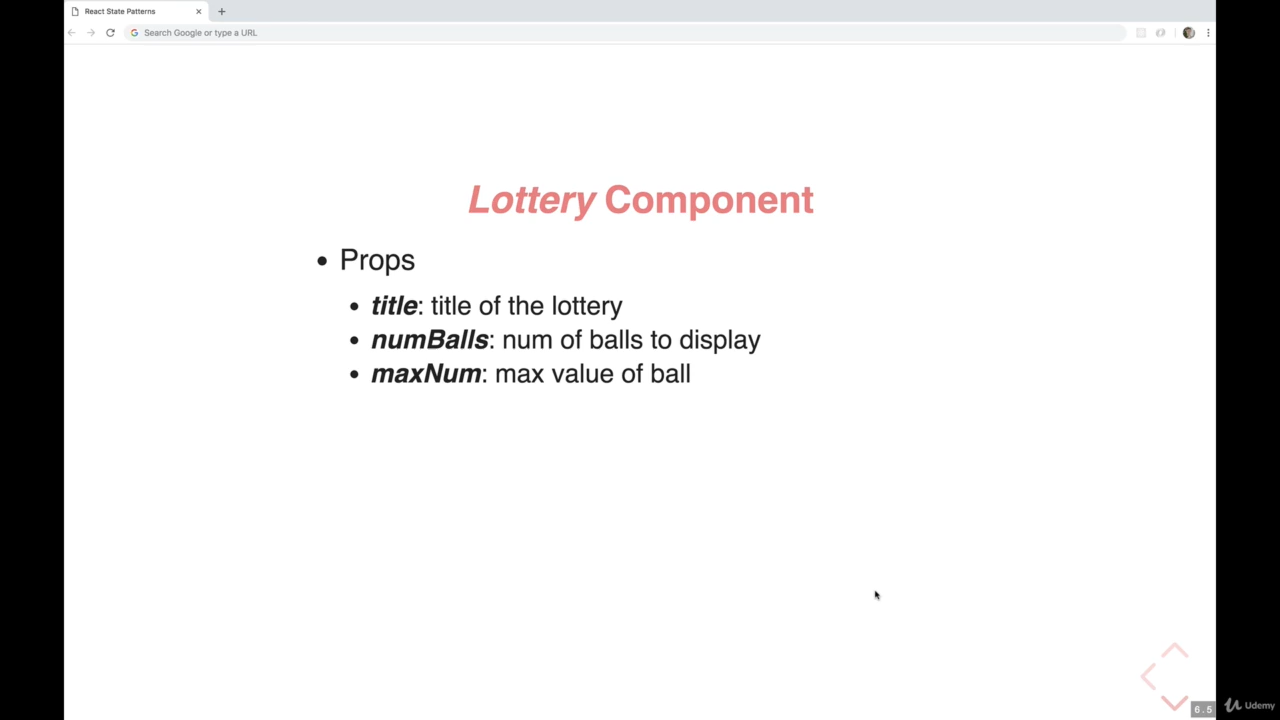 React State Patterns
Search Google or type a URL
Lottery Component
• Props
• title: title of the lottery
• numBalls: num of balls to display
• maxNum: max value of ball
6.5
Udemy